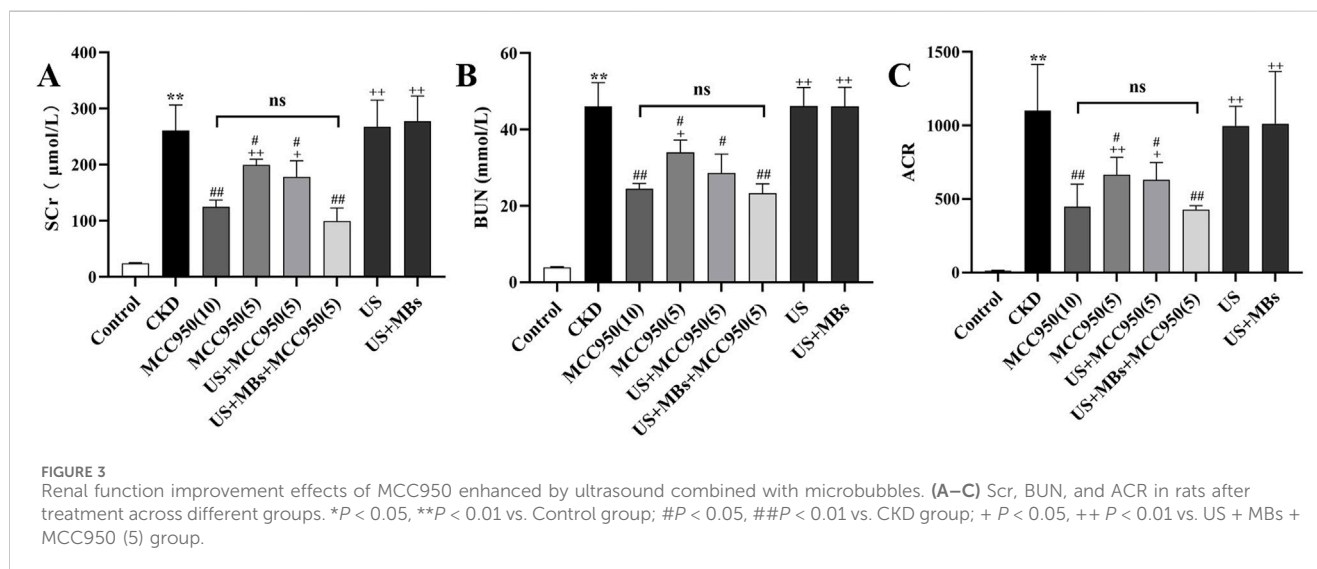 A
SCr ( μmol/L)
400
300
200
100
0
**
##
#
++
#
+
##
++
++
ns
Control
CKD
MCC950(10)
MCC950(5)
US+MCC950(5)
US+MBs+MCC950(5)
US
US+MBs
B
BUN (mmol/L)
60
40
20
0
**
##
#
+
#
##
++
++
ns
Control
CKD
MCC950(10)
MCC950(5)
US+MCC950(5)
US+MBs+MCC950(5)
US
US+MBs
C
ACR
1500
1000
500
0
**
##
#
++
#
+
##
++
++
ns
Control
CKD
MCC950(10)
MCC950(5)
US+MCC950(5)
US+MBs+MCC950(5)
US
US+MBs
FIGURE 3
Renal function improvement effects of MCC950 enhanced by ultrasound combined with microbubbles. (A–C) Scr, BUN, and ACR in rats after
treatment across different groups. *P < 0.05, **P < 0.01 vs. Control group; #P < 0.05, ##P < 0.01 vs. CKD group; + P < 0.05, ++ P < 0.01 vs. US + MBs +
MCC950 (5) group.